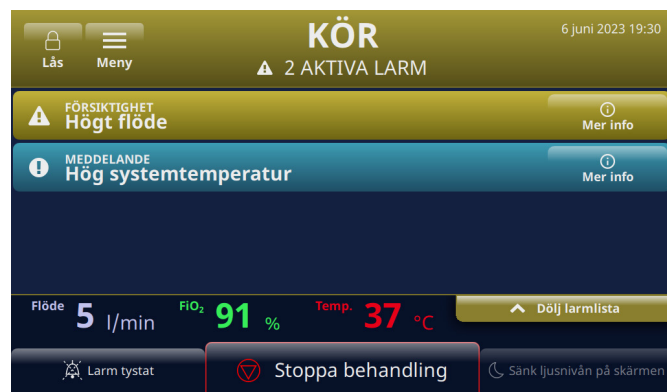 KÖR
6 juni 2023 19:30
Lås Meny
2 AKTIVA LARM
FÖRSIKTIGHET
Högt flöde
Mer info
MEDDELANDE
Hög systemtemperatur
Mer info
Flöde 5 l/min FiO₂ 91 % Temp. 37 °C
Dölj larmlista
Larm tystat
Stoppa behandling
Sänk ljusnivån på skärmen